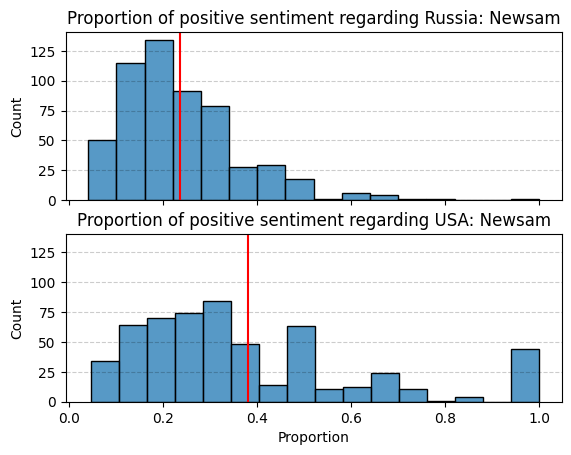 Proportion of positive sentiment regarding Russia: Newsam
125
100
75
50
25
0
Count
Proportion of positive sentiment regarding USA: Newsam
125
100
75
50
25
0
Count
0.0 0.2 0.4 0.6 0.8 1.0
Proportion